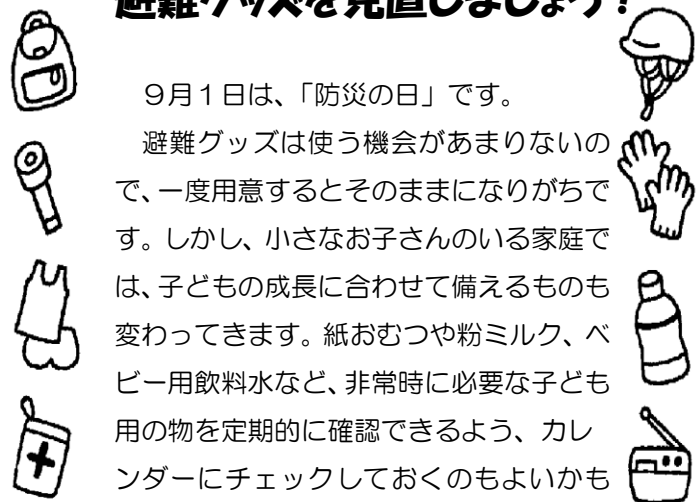 避難グッズを見直しましょう！
９月１日は、「防災の日」です。
避難グッズは使う機会があまりないの
で、一度用意するとそのままになりがちで
す。しかし、小さなお子さんのいる家庭で
は、子どもの成長に合わせて備えるものも
変わってきます。紙おむつや粉ミルク、ベ
ビー用飲料水など、非常時に必要な子ども
用の物を定期的に確認できるよう、カレ
ンダーにチェックしておくのもよいかも